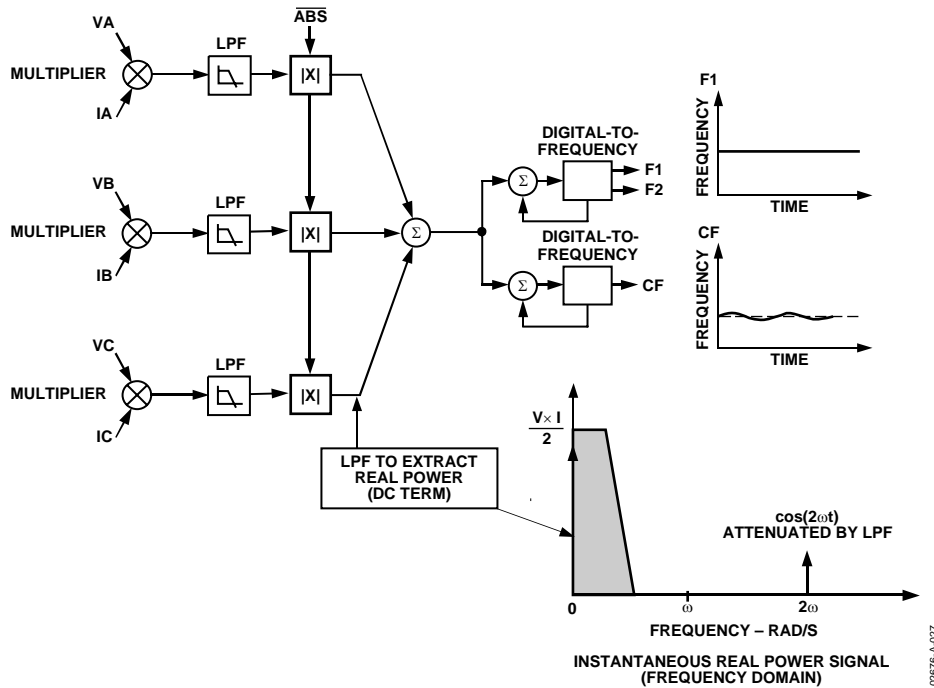 VA
MULTIPLIER
IA
LPF
ABS
|X|
VB
MULTIPLIER
IB
LPF
|X|
VC
MULTIPLIER
IC
LPF
|X|
Σ
DIGITAL-TO-
FREQUENCY
Σ
F1
F2
DIGITAL-TO-
FREQUENCY
Σ
CF
F1
FREQUENCY
TIME
CF
FREQUENCY
TIME
LPF TO EXTRACT
REAL POWER
(DC TERM)
V × I
2
cos(2ωt)
ATTENUATED BY LPF
0
ω
2ω
FREQUENCY – RAD/S
INSTANTANEOUS REAL POWER SIGNAL
(FREQUENCY DOMAIN)
02676-A-027